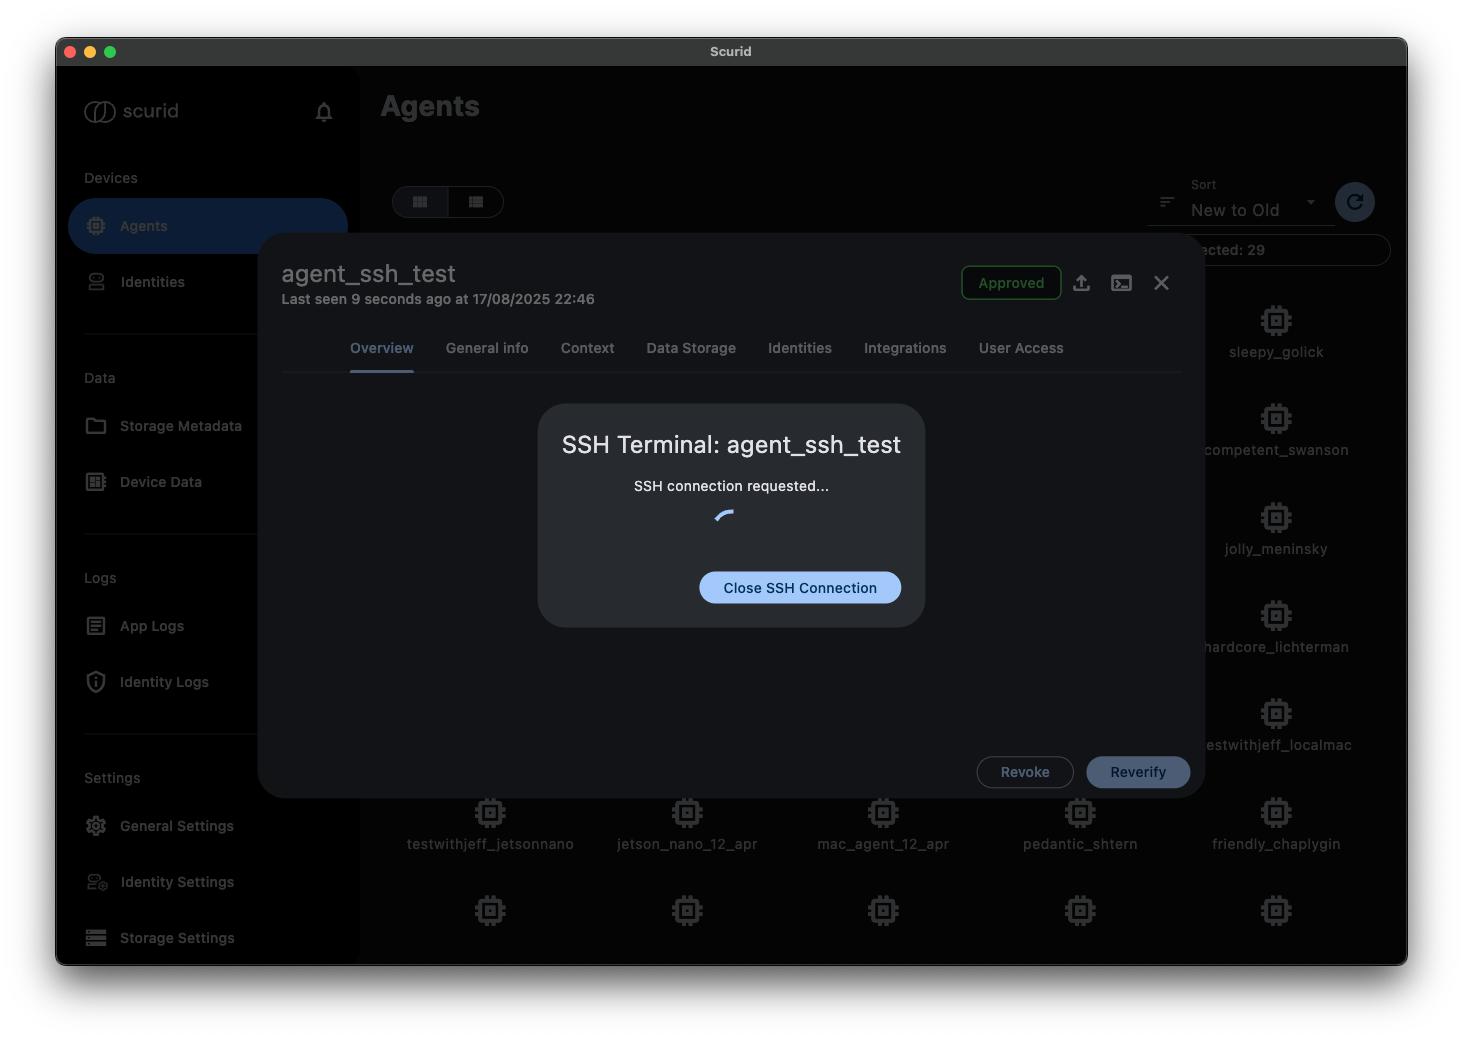 Scurid
scurid
Agents
Devices
Agents
Identities
Data
Storage Metadata
Device Data
Logs
App Logs
Identity Logs
Settings
General Settings
Identity Settings
Storage Settings
Sort
New to Old
29
agent_ssh_test
Last seen 9 seconds ago at 17/08/2025 22:46
Approved
Overview
General info
Context
Data Storage
Identities
Integrations
User Access
SSH Terminal: agent_ssh_test
SSH connection requested...
Close SSH Connection
Revoke
Reverify
sleepy_golick
competent_swanson
jolly_meninsky
hardcore_lichterman
estwithjeff_localmac
testwithjeff_jetsonnano
jetson_nano_12_apr
mac_agent_12_apr
pedantic_shtern
friendly_chaplygin